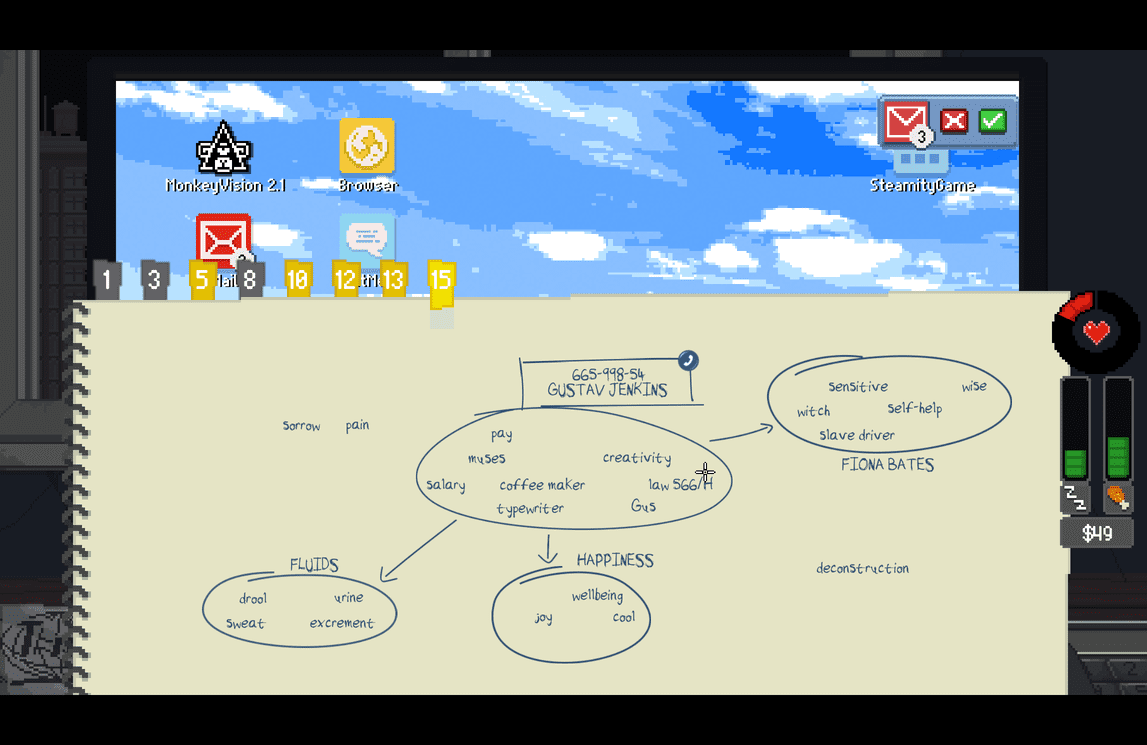 3
MonkeyVision 2.1
Browser
SteamityGame
1 3 5 8 10 12 13 15
665-998-54
GUSTAV JENKINS
sensitive wise
witch self-help
slave driver
FIONA BATES
sorrow pain
pay
muses creativity
salary coffee maker law 566/H
typewriter Gus
$49
FLUIDS
HAPPINESS
deconstruction
drool urine
sweat excrement
wellbeing
joy cool